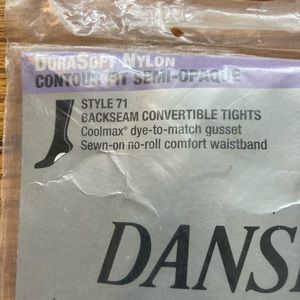 DURASOFT NYLON
CONTOUR FIT SEMI-OPAQUE
STYLE 71
BACKSEAM CONVERTIBLE TIGHTS
Coolmax® dye-to-match gusset
Sewn-on no-roll comfort waistband
DANS